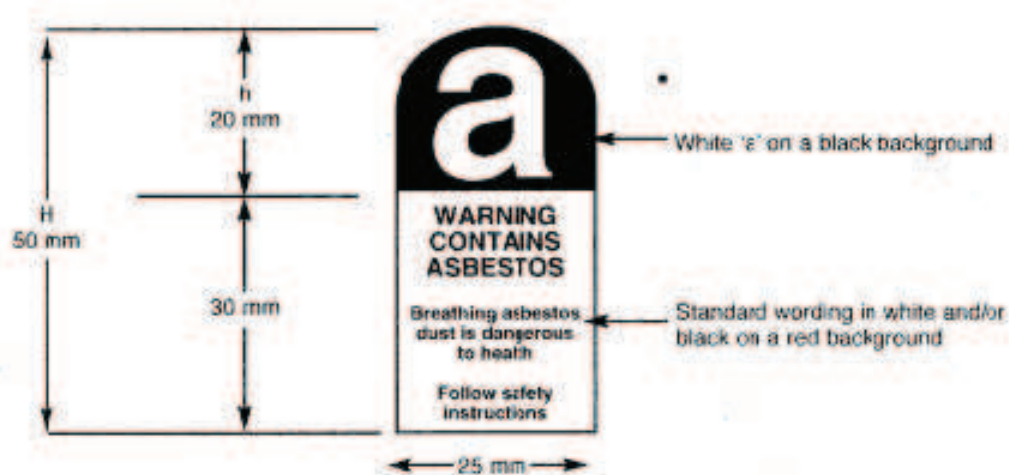 h
20 mm
H
50 mm
30 mm
a
WARNING
CONTAINS
ASBESTOS
Breathing asbestos
dust is dangerous
to health
Follow safety
instructions
White 'a' on a black background
Standard wording in white and/or
black on a red background
25 mm